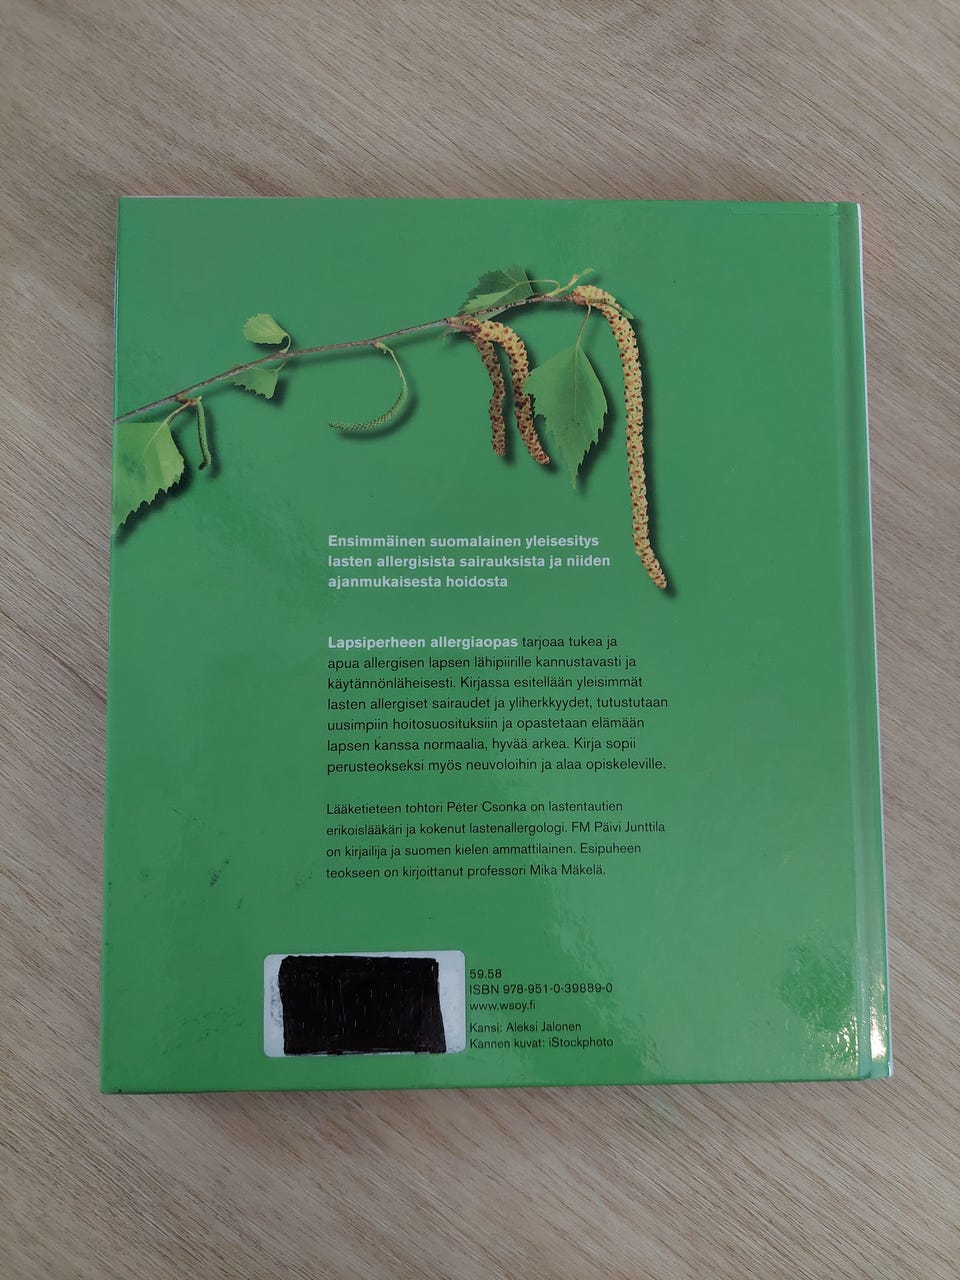 Ensimmäinen suomalainen yleisesitys
lasten allergisista sairauksista ja niiden
ajanmukaisesta hoidosta
Lapsiperheen allergiaopas tarjoaa tukea ja
apua allergisen lapsen lähipiirille kannustavasti ja
käytännönläheisesti. Kirjassa esitellään yleisimmät
lasten allergiset sairaudet ja yliherkkyydet, tutustutaan
uusimpiin hoitosuosituksiin ja opastetaan elämään
lapsen kanssa normaalia, hyvää arkea. Kirja sopii
perusteokseksi myös neuvoloihin ja alaa opiskeleville.
Lääketieteen tohtori Péter Csonka on lastentautien
erikoislääkäri ja kokenut lastenallergologi. FM Päivi Junttila
on kirjailija ja suomen kielen ammattilainen. Esipuheen
teokseen on kirjoittanut professori Mika Mäkelä.
59.58
ISBN 978-951-0-39889-0
www.wsoy.fi
Kansi: Aleksi Jalonen
Kannen kuvat: iStockphoto